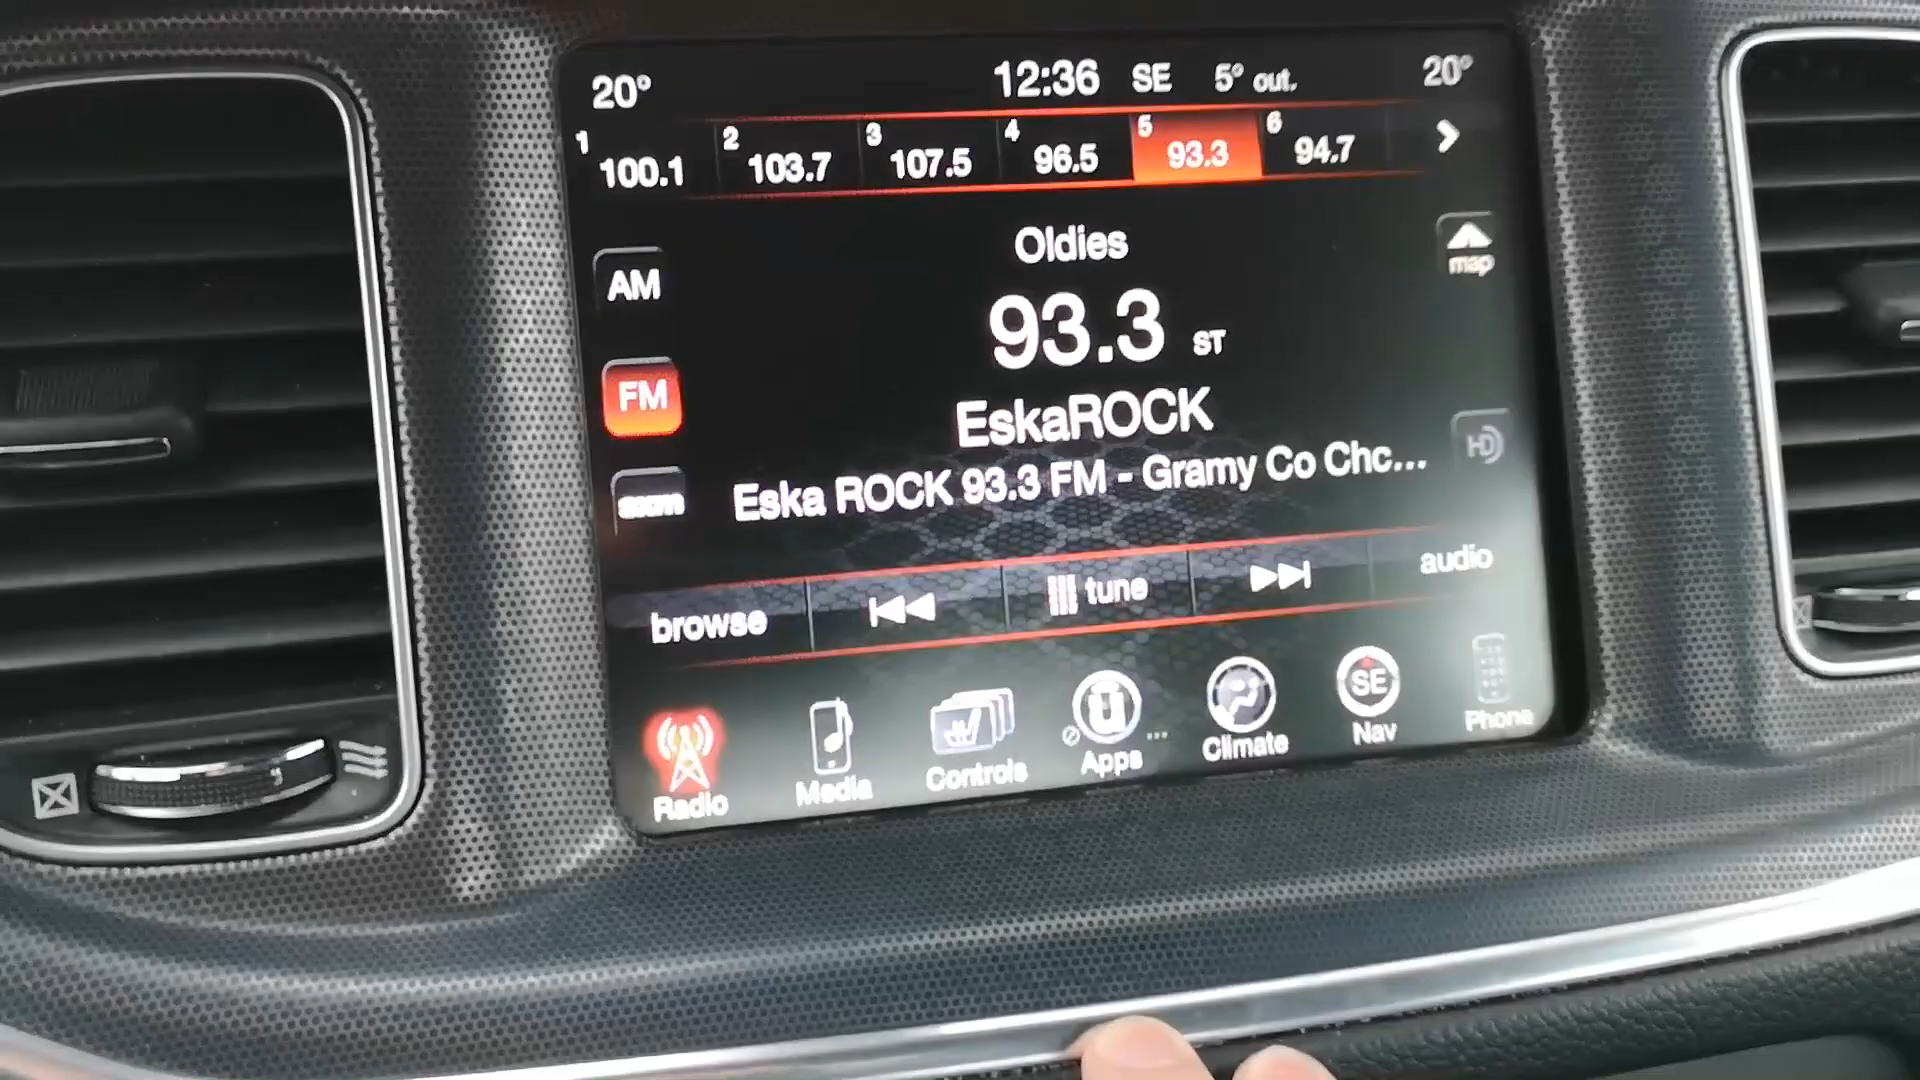 20° 12:36 SE 5° out. 20°
1 100.1 2 103.7 3 107.5 4 96.5 5 93.3 6 94.7
Oldies
map
AM
93.3 ST
FM
EskaROCK
HD
Eska ROCK 93.3 FM - Gramy Co Chc...
browse tune audio
SE
Radio Media Controls Apps ... Climate Nav Phone